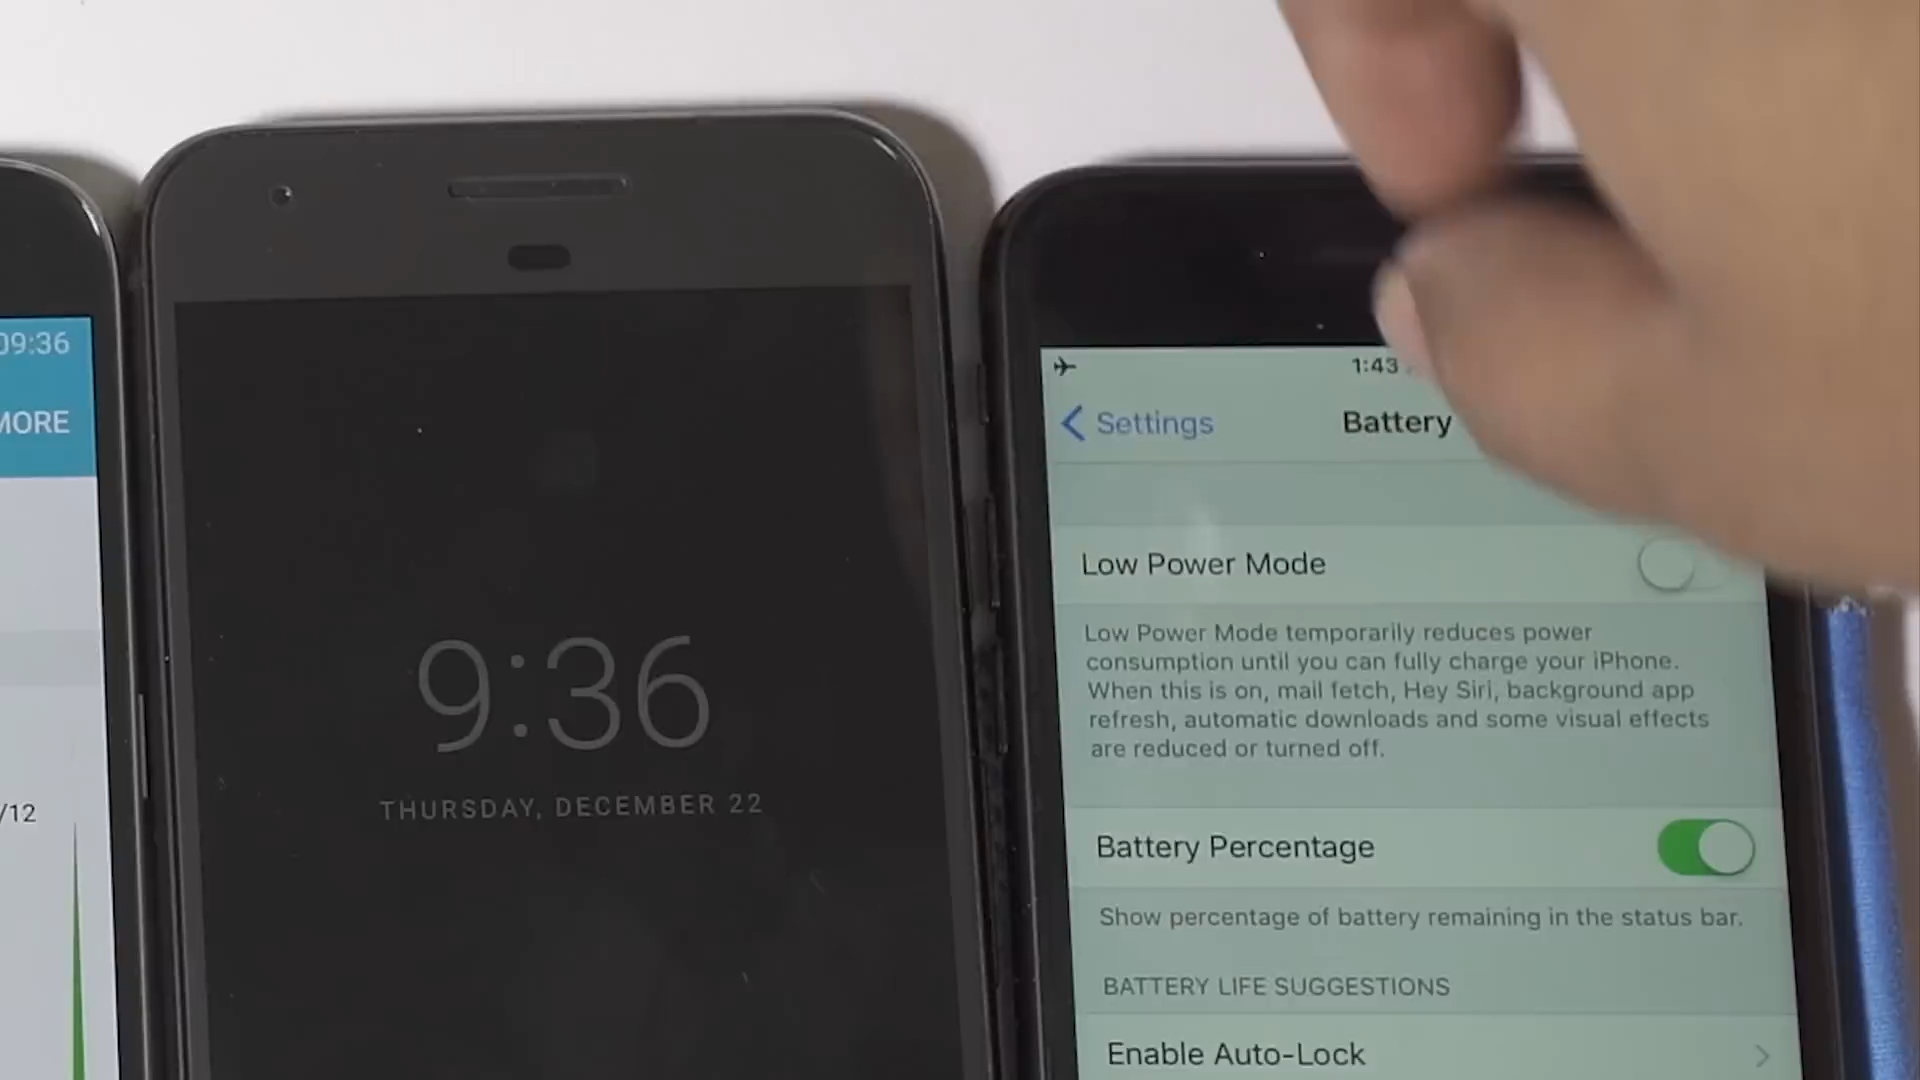 09:36
MORE
/12
9:36
THURSDAY, DECEMBER 22
1:43
Settings
Battery
Low Power Mode
Low Power Mode temporarily reduces power
consumption until you can fully charge your iPhone.
When this is on, mail fetch, Hey Siri, background app
refresh, automatic downloads and some visual effects
are reduced or turned off.
Battery Percentage
Show percentage of battery remaining in the status bar.
BATTERY LIFE SUGGESTIONS
Enable Auto-Lock